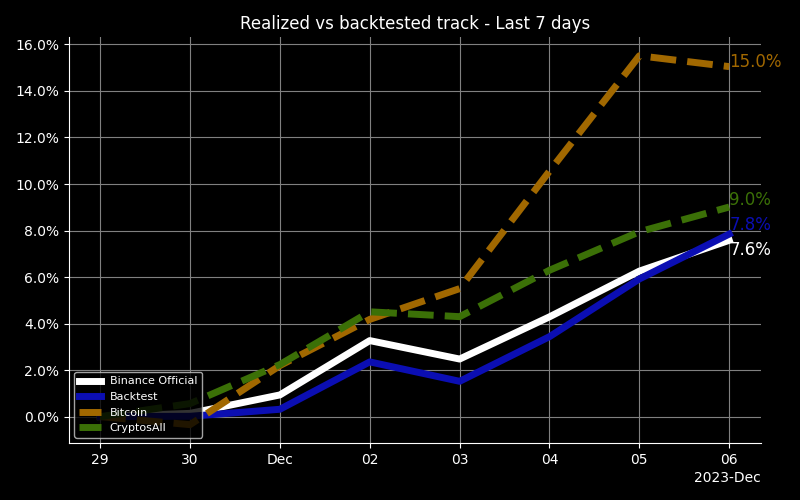 Realized vs backtested track - Last 7 days
16.0%
14.0%
12.0%
10.0%
8.0%
6.0%
4.0%
2.0%
0.0%
15.0%
9.0%
7.8%
7.6%
Binance Official
Backtest
Bitcoin
CryptosAll
29 30 Dec 02 03 04 05 06
2023-Dec